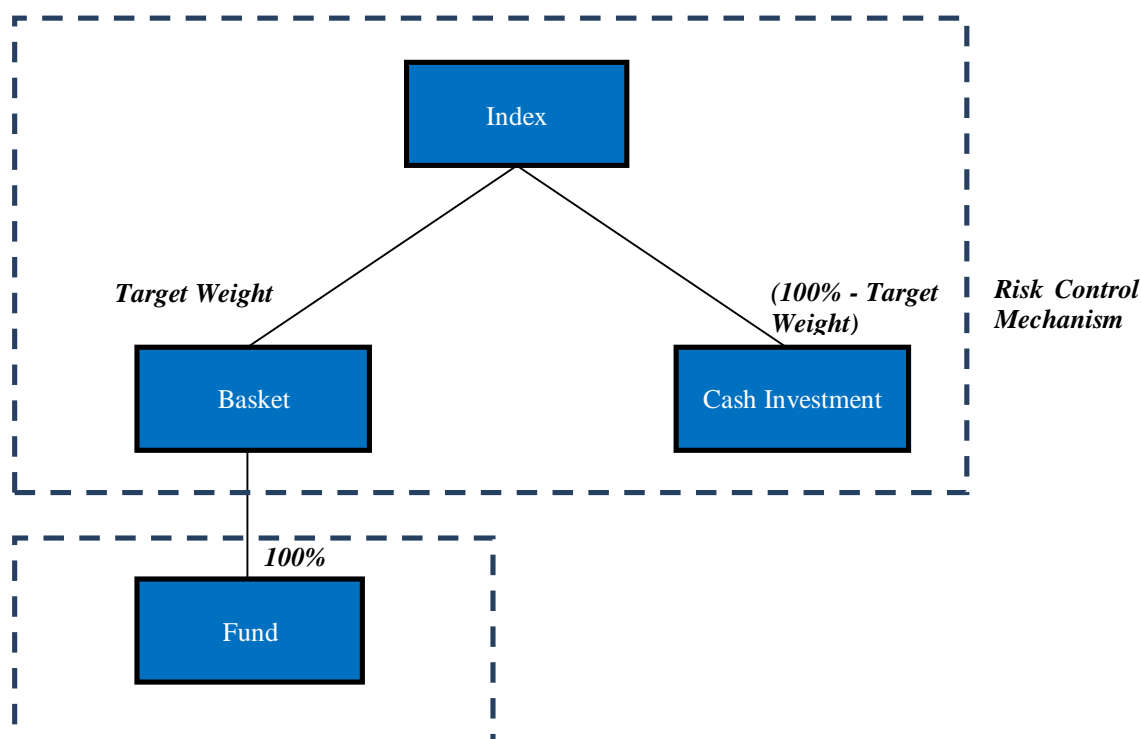 Index
Target Weight
(100% - Target
Weight)
Risk Control
Mechanism
Basket
Cash Investment
100%
Fund